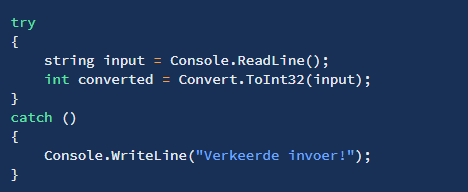 try
{
    string input = Console.ReadLine();
    int converted = Convert.ToInt32(input);
}
catch ()
{
    Console.WriteLine("Verkeerde invoer!");
}